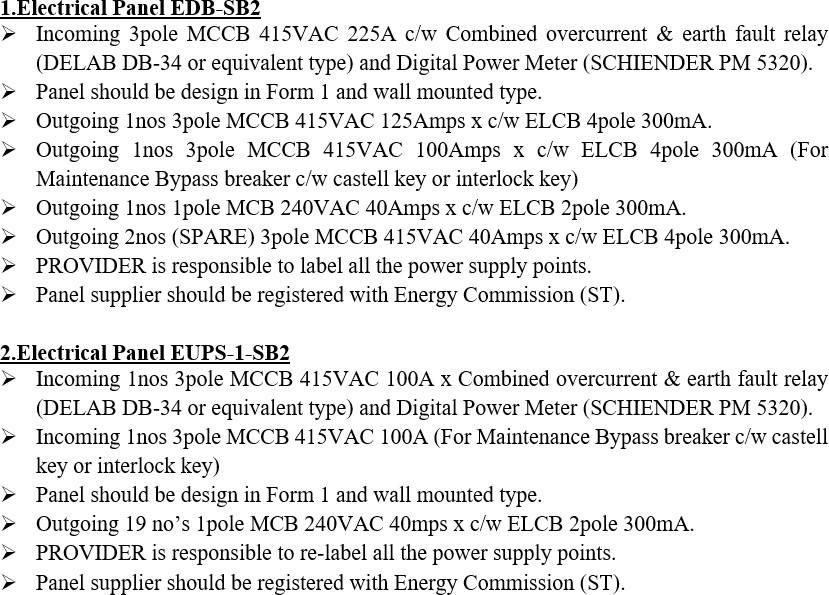 1.Electrical Panel EDB-SB2
➢ Incoming 3pole MCCB 415VAC 225A c/w Combined overcurrent & earth fault relay
(DELAB DB-34 or equivalent type) and Digital Power Meter (SCHIENDER PM 5320).
➢ Panel should be design in Form 1 and wall mounted type.
➢ Outgoing 1nos 3pole MCCB 415VAC 125Amps x c/w ELCB 4pole 300mA.
➢ Outgoing 1nos 3pole MCCB 415VAC 100Amps x c/w ELCB 4pole 300mA (For
Maintenance Bypass breaker c/w castell key or interlock key)
➢ Outgoing 1nos 1pole MCB 240VAC 40Amps x c/w ELCB 2pole 300mA.
➢ Outgoing 2nos (SPARE) 3pole MCCB 415VAC 40Amps x c/w ELCB 4pole 300mA.
➢ PROVIDER is responsible to label all the power supply points.
➢ Panel supplier should be registered with Energy Commission (ST).
2.Electrical Panel EUPS-1-SB2
➢ Incoming 1nos 3pole MCCB 415VAC 100A x Combined overcurrent & earth fault relay
(DELAB DB-34 or equivalent type) and Digital Power Meter (SCHIENDER PM 5320).
➢ Incoming 1nos 3pole MCCB 415VAC 100A (For Maintenance Bypass breaker c/w castell
key or interlock key)
➢ Panel should be design in Form 1 and wall mounted type.
➢ Outgoing 19 no’s 1pole MCB 240VAC 40mps x c/w ELCB 2pole 300mA.
➢ PROVIDER is responsible to re-label all the power supply points.
➢ Panel supplier should be registered with Energy Commission (ST).